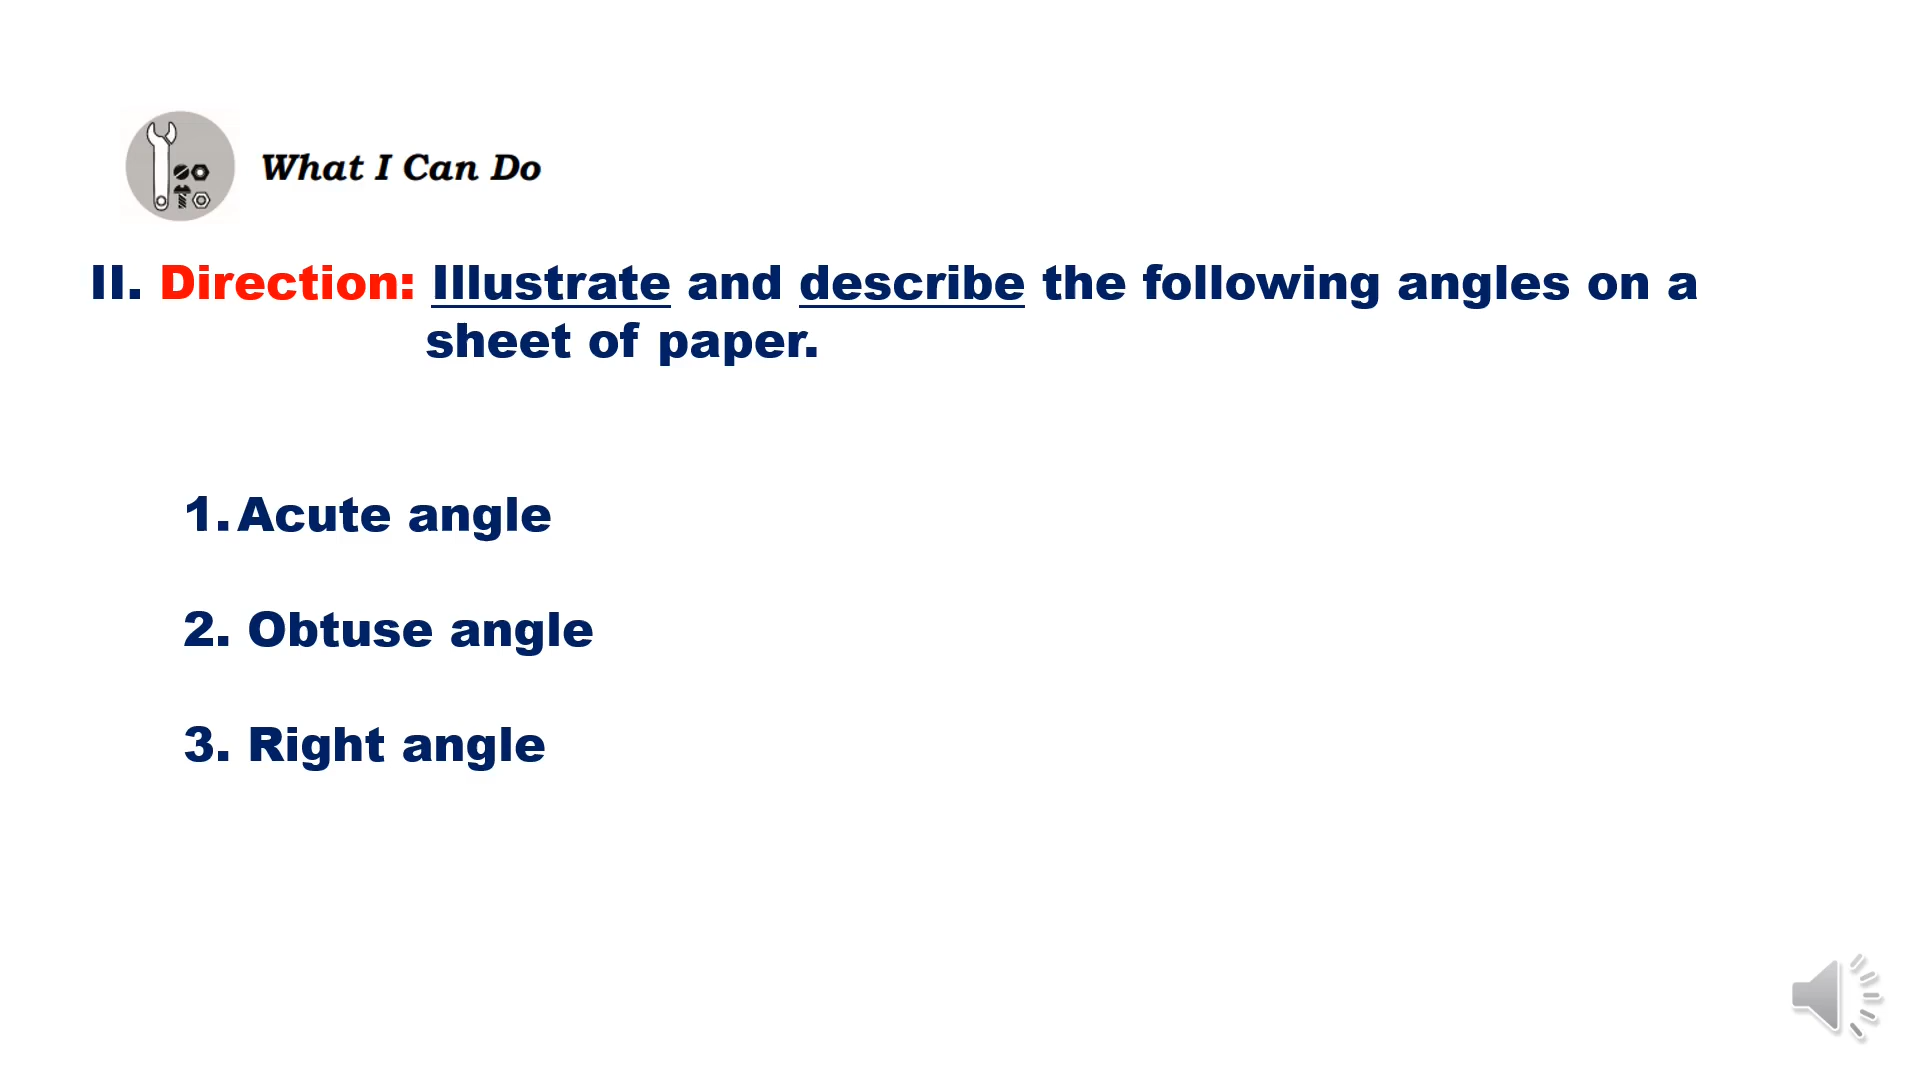 What I Can Do
II. Direction: Illustrate and describe the following angles on a
sheet of paper.
1. Acute angle
2. Obtuse angle
3. Right angle